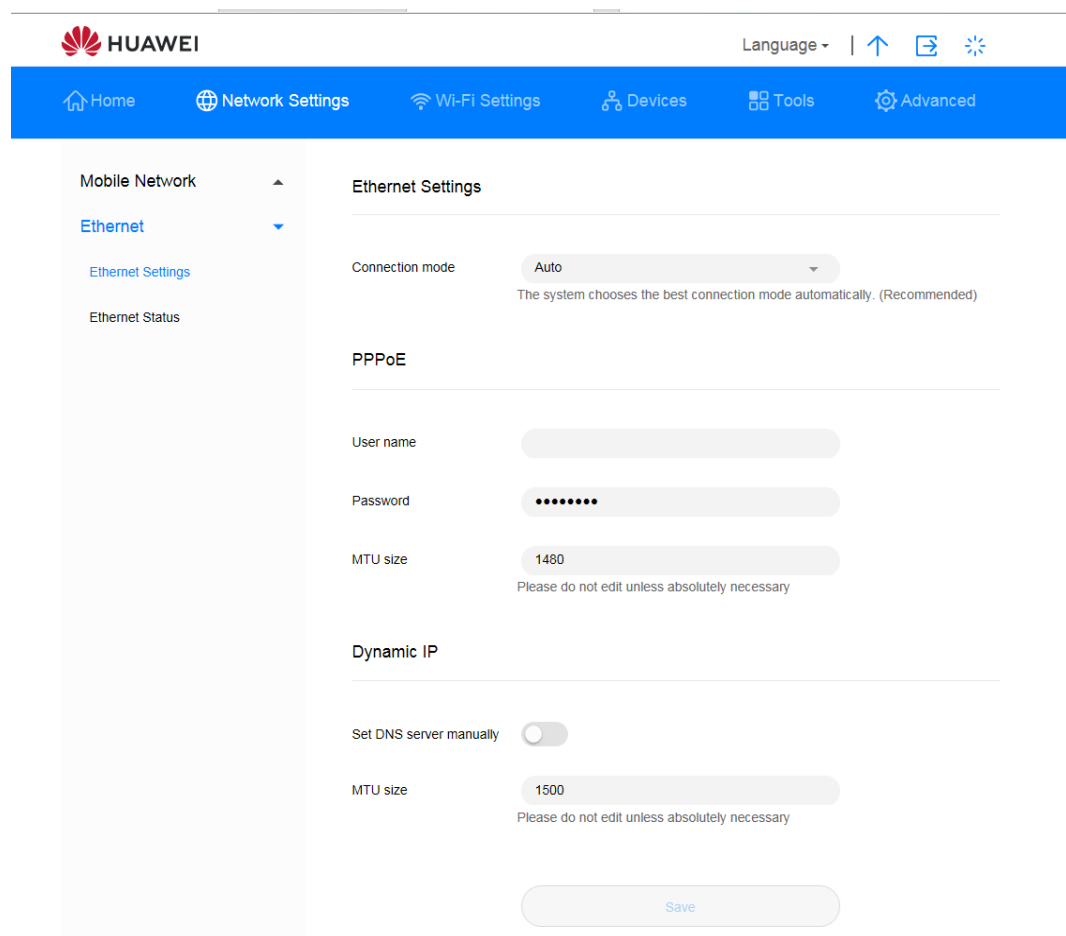 HUAWEI
Language
Home Network Settings Wi-Fi Settings Devices Tools Advanced
Mobile Network
Ethernet
Ethernet Settings
Ethernet Status
Ethernet Settings
Connection mode Auto
The system chooses the best connection mode automatically. (Recommended)
PPPoE
User name
Password ••••••••
MTU size 1480
Please do not edit unless absolutely necessary
Dynamic IP
Set DNS server manually
MTU size 1500
Please do not edit unless absolutely necessary
Save